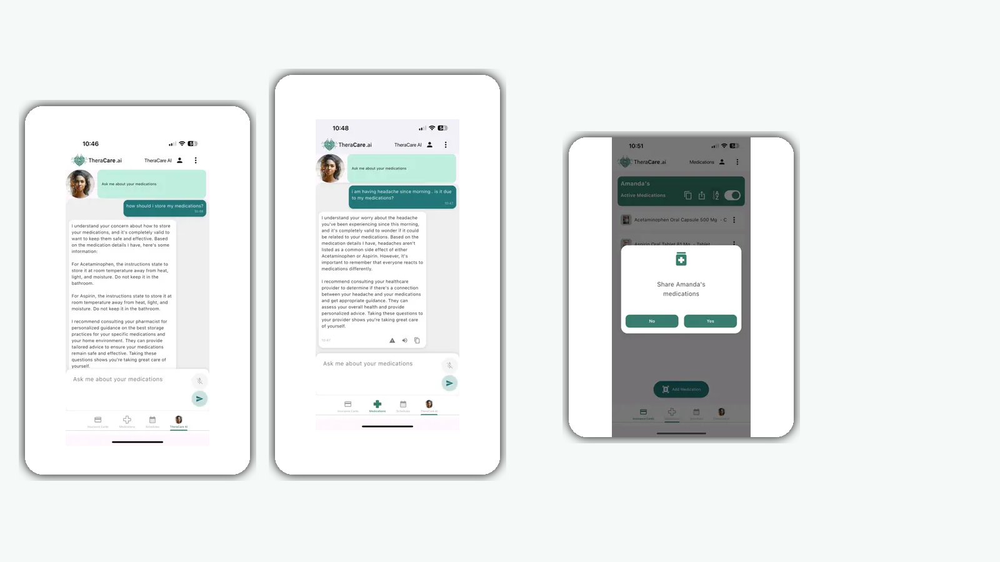 10:46
TheraCare.ai
TheraCare AI
Ask me about your medications
how should i store my medications?
10:46
I understand your concern about how to store
your medications, and it's completely valid to
want to keep them safe and effective. Based
on the medication details I have, here's some
information:
For Acetaminophen, the instructions state to
store it at room temperature away from heat,
light, and moisture. Do not keep it in the
bathroom.
For Aspirin, the instructions state to store it at
room temperature away from heat, light, and
moisture. Do not keep it in the bathroom.
I recommend consulting your pharmacist for
personalized guidance on the best storage
practices for your specific medications and
your home environment. They can provide
tailored advice to ensure your medications
remain safe and effective. Taking these
questions shows you're taking great care of
yourself.
Ask me about your medications
Insurance Cards
Medications
Schedules
TheraCare AI
10:48
TheraCare.ai
TheraCare AI
Ask me about your medications
i am having headache since morning.. is it due
to my medications?
10:47
I understand your worry about the headache
you've been experiencing since this morning,
and it's completely valid to wonder if it could
be related to your medications. Based on the
medication details I have, headaches aren't
listed as a common side effect of either
Acetaminophen or Aspirin. However, it's
important to remember that everyone reacts to
medications differently.
I recommend consulting your healthcare
provider to determine if there's a connection
between your headache and your medications
and get appropriate guidance. They can
assess your overall health and provide
personalized advice. Taking these questions to
your provider shows you're taking great care
of yourself.
10:47
Ask me about your medications
Insurance Cards
Medications
Schedules
TheraCare AI
10:51
TheraCare.ai
Medications
Amanda's
Active Medications
Acetaminophen Oral Capsule 500 Mg - C
Aspirin Oral Tablet 81 Mg - Tablet
Share Amanda's
medications
No
Yes
Add Medication
Insurance Cards